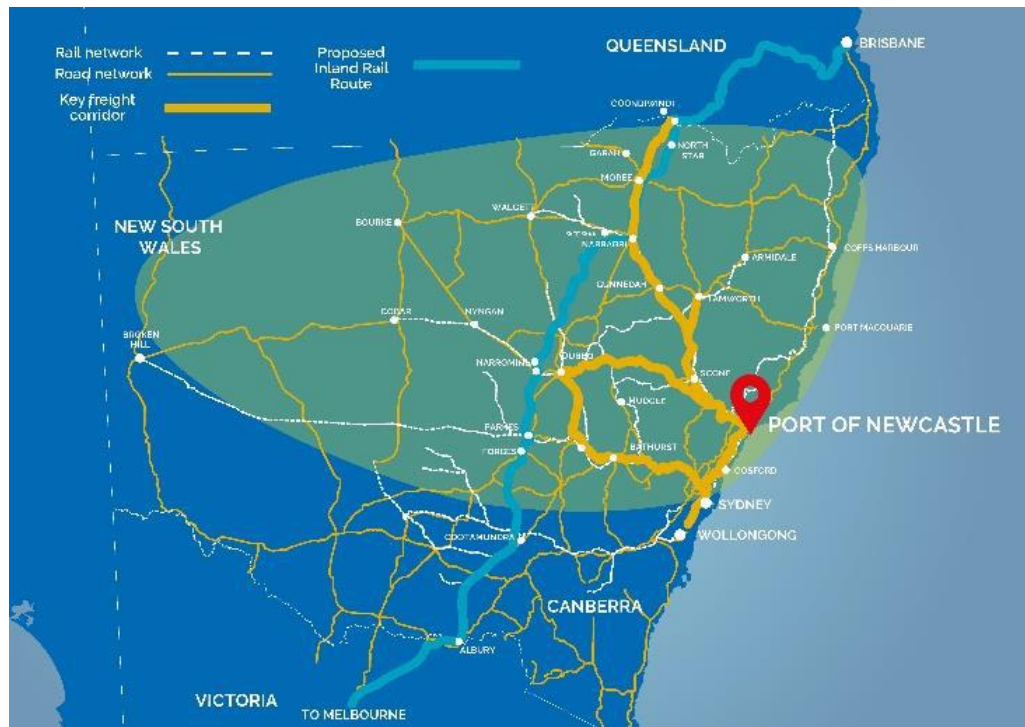 Rail network
Road network
Key freight
corridor
Proposed
Inland Rail
Route
QUEENSLAND
BRISBANE
GOONDIWINDI
NORTH
STAR
GARAH
MOREE
NEW SOUTH
WALES
BOURKE
WALGETT
NARRABRI
COFFS HARBOUR
ARMIDALE
GUNNEDAH
TAMWORTH
COBAR
NYNGAN
PORT MACQUARIE
BROKEN
HILL
NARROMINE
DUBBO
SCONE
MUDGEE
PORT OF NEWCASTLE
PARKES
FORBES
BATHURST
GOSFORD
SYDNEY
WOLLONGONG
COOTAMUNDRA
CANBERRA
ALBURY
VICTORIA
TO MELBOURNE